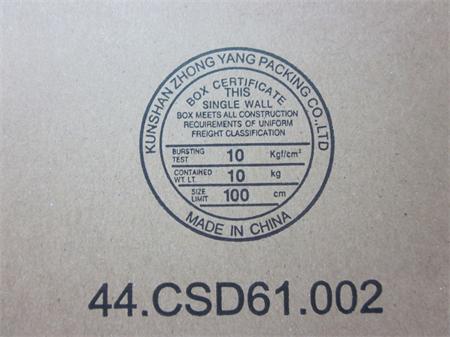 KUNSHAN ZHONG YANG PACKING CO.,LTD
BOX CERTIFICATE
THIS
SINGLE WALL
BOX MEETS ALL CONSTRUCTION
REQUIREMENTS OF UNIFORM
FREIGHT CLASSIFICATION
BURSTING TEST 10 Kgf/cm²
CONTAINED WT. LT. 10 kg
SIZE LIMIT 100 cm
MADE IN CHINA
44.CSD61.002